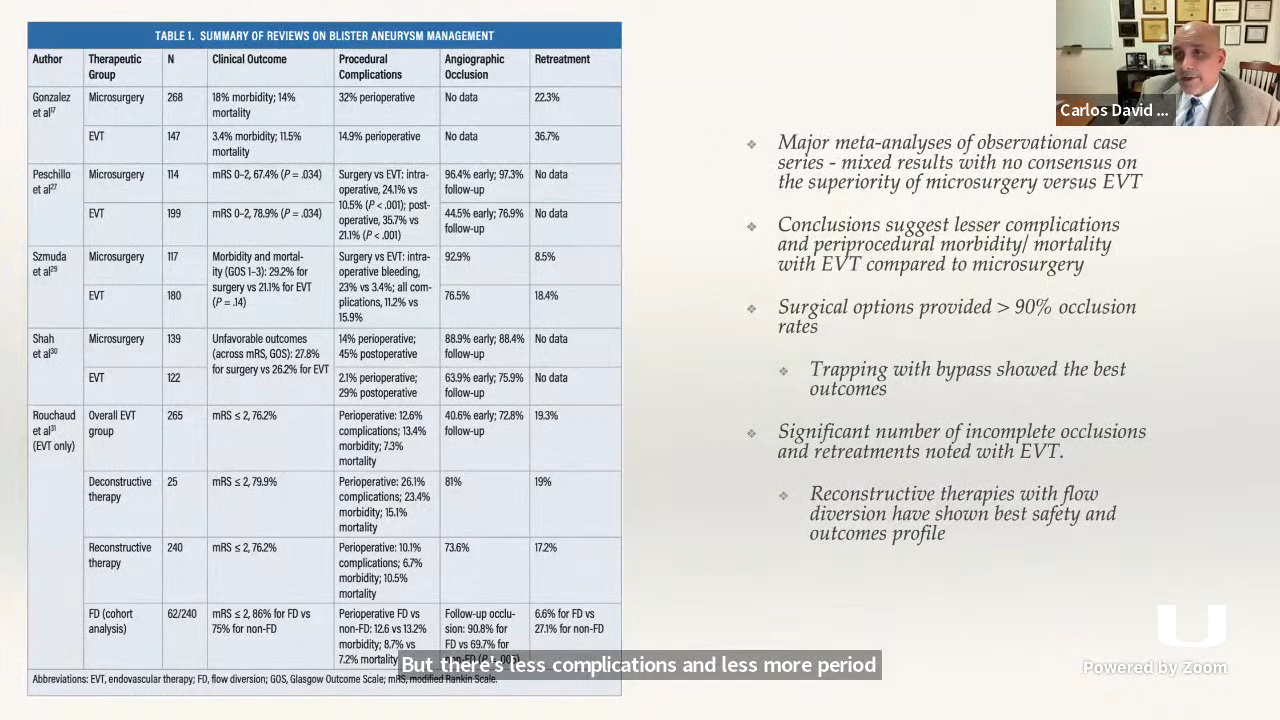 TABLE 1. SUMMARY OF REVIEWS ON BLISTER ANEURYSM MANAGEMENT
Author Therapeutic Group N Clinical Outcome Procedural Complications Angiographic Occlusion Retreatment
Gonzalez et al17 Microsurgery 268 18% morbidity; 14% mortality 32% perioperative No data 22.3%
EVT 147 3.4% morbidity; 11.5% mortality 14.9% perioperative No data 36.7%
Peschillo et al27 Microsurgery 114 mRS 0–2, 67.4% (P = .034) Surgery vs EVT: intra-operative, 24.1% vs 10.5% (P < .001); post-operative, 35.7% vs 21.1% (P < .001) 96.4% early; 97.3% follow-up No data
EVT 199 mRS 0–2, 78.9% (P = .034) 44.5% early; 76.9% follow-up No data
Szmuda et al29 Microsurgery 117 Morbidity and mortal-ity (GOS 1–3): 29.2% for surgery vs 21.1% for EVT (P = .14) Surgery vs EVT: intra-operative bleeding, 23% vs 3.4%; all com-plications, 11.2% vs 15.9% 92.9% 8.5%
EVT 180 76.5% 18.4%
Shah et al30 Microsurgery 139 Unfavorable outcomes (across mRS, GOS): 27.8% for surgery vs 26.2% for EVT 14% perioperative; 45% postoperative 88.9% early; 88.4% follow-up No data
EVT 122 2.1% perioperative; 29% postoperative 63.9% early; 75.9% follow-up No data
Rouchaud et al31 (EVT only) Overall EVT group 265 mRS ≤ 2, 76.2% Perioperative: 12.6% complications; 13.4% morbidity; 7.3% mortality 40.6% early; 72.8% follow-up 19.3%
Deconstructive therapy 25 mRS ≤ 2, 79.9% Perioperative: 26.1% complications; 23.4% morbidity; 15.1% mortality 81% 19%
Reconstructive therapy 240 mRS ≤ 2, 76.2% Perioperative: 10.1% complications; 6.7% morbidity; 10.5% mortality 73.6% 17.2%
FD (cohort analysis) 62/240 mRS ≤ 2, 86% for FD vs 75% for non-FD Perioperative FD vs non-FD: 12.6 vs 13.2% morbidity; 8.7% vs 7.2% mortality Follow-up occlu-sion: 90.8% for FD vs 69.7% for 6.6% for FD vs 27.1% for non-FD
Abbreviations: EVT, endovascular therapy; FD, flow diversion; GOS, Glasgow Outcome Scale; mRS, modified Rankin Scale.
Carlos David ...
❖ Major meta-analyses of observational case
series - mixed results with no consensus on
the superiority of microsurgery versus EVT
❖ Conclusions suggest lesser complications
and periprocedural morbidity/ mortality
with EVT compared to microsurgery
❖ Surgical options provided > 90% occlusion
rates
❖ Trapping with bypass showed the best
outcomes
❖ Significant number of incomplete occlusions
and retreatments noted with EVT.
❖ Reconstructive therapies with flow
diversion have shown best safety and
outcomes profile
But there's less complications and less more period
U
Powered by Zoom